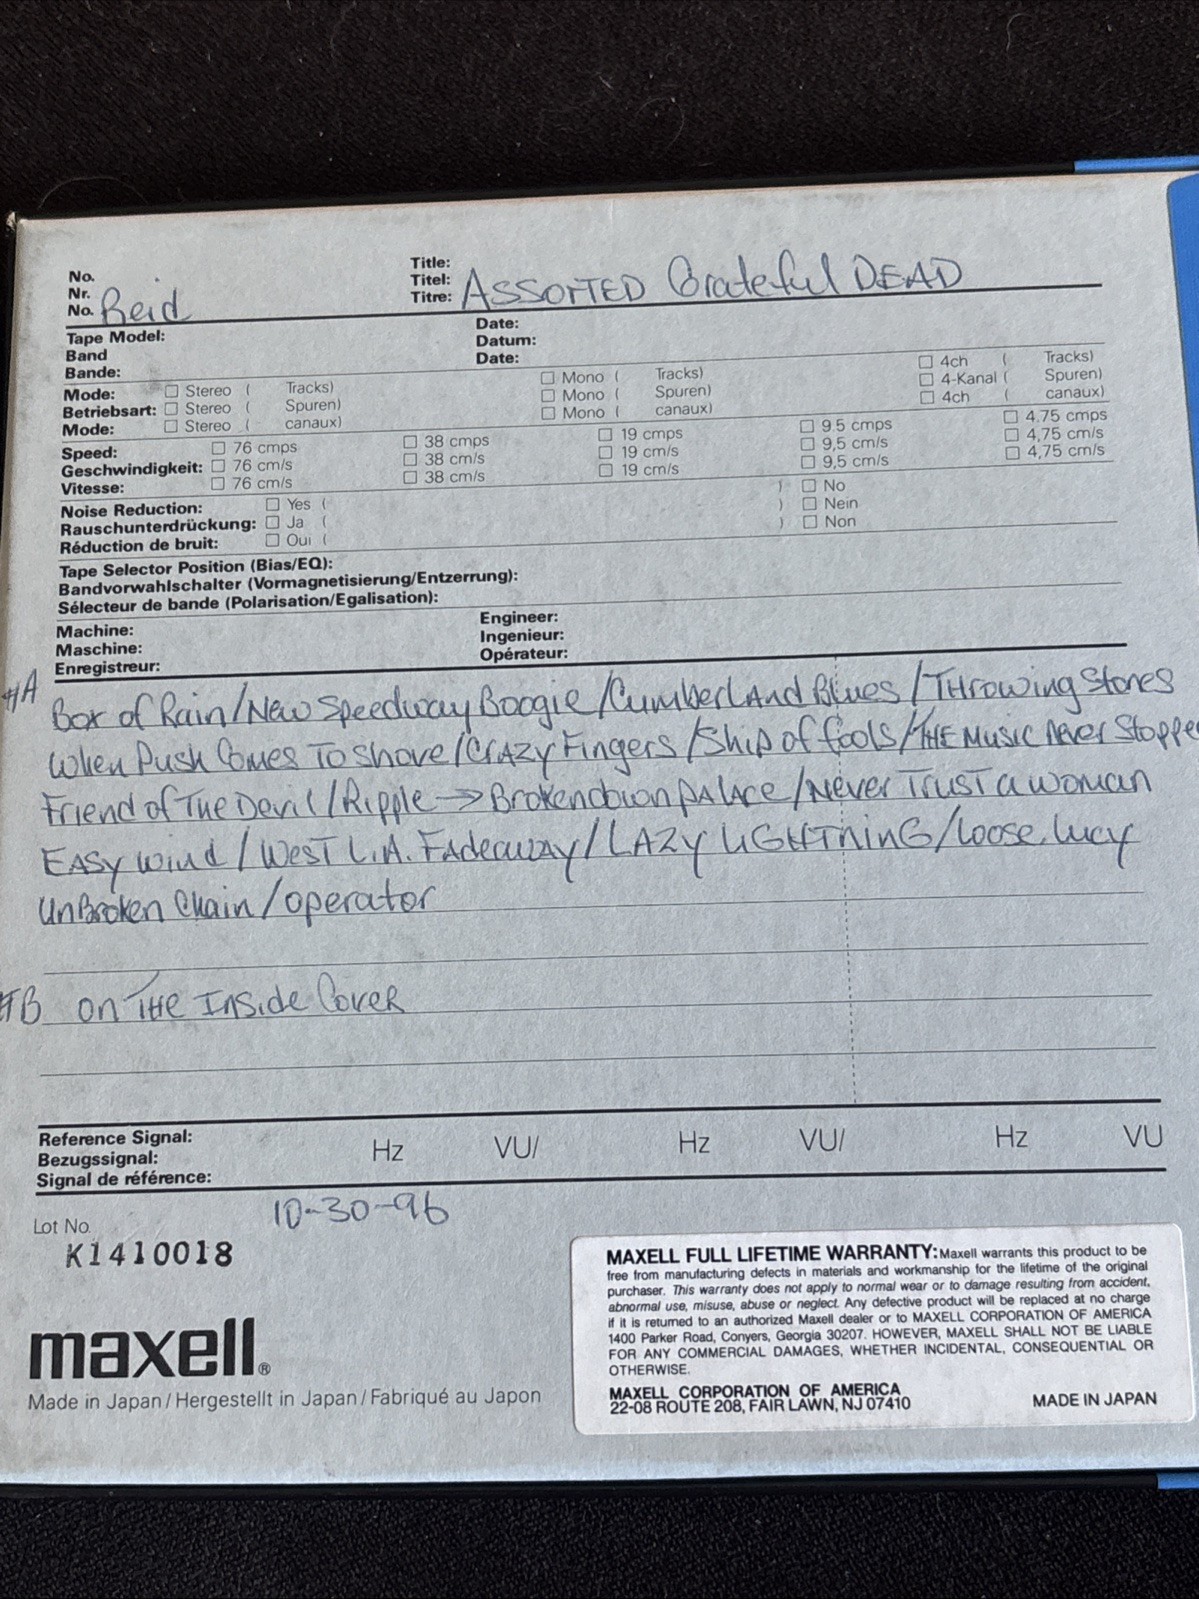 No.
Nr.
No. Reid
Title:
Titel:
Titre: ASSORTED Grateful DEAD
Tape Model:
Band
Bande:
Date:
Datum:
Date:
Mode: ☐ Stereo ( Tracks) ☐ Mono ( Tracks) ☐ 4ch ( Tracks)
Betriebsart: ☐ Stereo ( Spuren) ☐ Mono ( Spuren) ☐ 4-Kanal ( Spuren)
Mode: ☐ Stereo ( canaux) ☐ Mono ( canaux) ☐ 4ch ( canaux)
Speed: ☐ 76 cmps ☐ 38 cmps ☐ 19 cmps ☐ 9.5 cmps ☐ 4.75 cmps
Geschwindigkeit: ☐ 76 cm/s ☐ 38 cm/s ☐ 19 cm/s ☐ 9,5 cm/s ☐ 4,75 cm/s
Vitesse: ☐ 76 cm/s ☐ 38 cm/s ☐ 19 cm/s ☐ 9,5 cm/s ☐ 4,75 cm/s
Noise Reduction: ☐ Yes ( ) ☐ No
Rauschunterdrückung: ☐ Ja ( ) ☐ Nein
Réduction de bruit: ☐ Oui ( ) ☐ Non
Tape Selector Position (Bias/EQ):
Bandvorwahlschalter (Vormagnetisierung/Entzerrung):
Sélecteur de bande (Polarisation/Egalisation):
Machine:
Maschine:
Enregistreur:
Engineer:
Ingenieur:
Opérateur:
#A Box of Rain/New Speedway Boogie/Cumberland Blues/Throwing Stones
When Push Comes To Shove/Crazy Fingers/Ship of fools/THE Music Never Stoppe
Friend of The Devil/Ripple → Brokendown PALACE/Never Trust a woman
EASY Wind/West L.A. Fadeaway/LAZY LIGHTNING/Loose Lucy
UnBroken Chain/operator
#B on THE InSide Cover
Reference Signal:
Bezugssignal:
Signal de référence:
Hz VU/ Hz VU/ Hz VU
10-30-96
Lot No.
K1410018
maxell®
Made in Japan/Hergestellt in Japan/Fabriqué au Japon
MAXELL FULL LIFETIME WARRANTY: Maxell warrants this product to be
free from manufacturing defects in materials and workmanship for the lifetime of the original
purchaser. This warranty does not apply to normal wear or to damage resulting from accident,
abnormal use, misuse, abuse or neglect. Any defective product will be replaced at no charge
if it is returned to an authorized Maxell dealer or to MAXELL CORPORATION OF AMERICA
1400 Parker Road, Conyers, Georgia 30207. HOWEVER, MAXELL SHALL NOT BE LIABLE
FOR ANY COMMERCIAL DAMAGES, WHETHER INCIDENTAL, CONSEQUENTIAL OR
OTHERWISE.
MAXELL CORPORATION OF AMERICA
22-08 ROUTE 208, FAIR LAWN, NJ 07410
MADE IN JAPAN